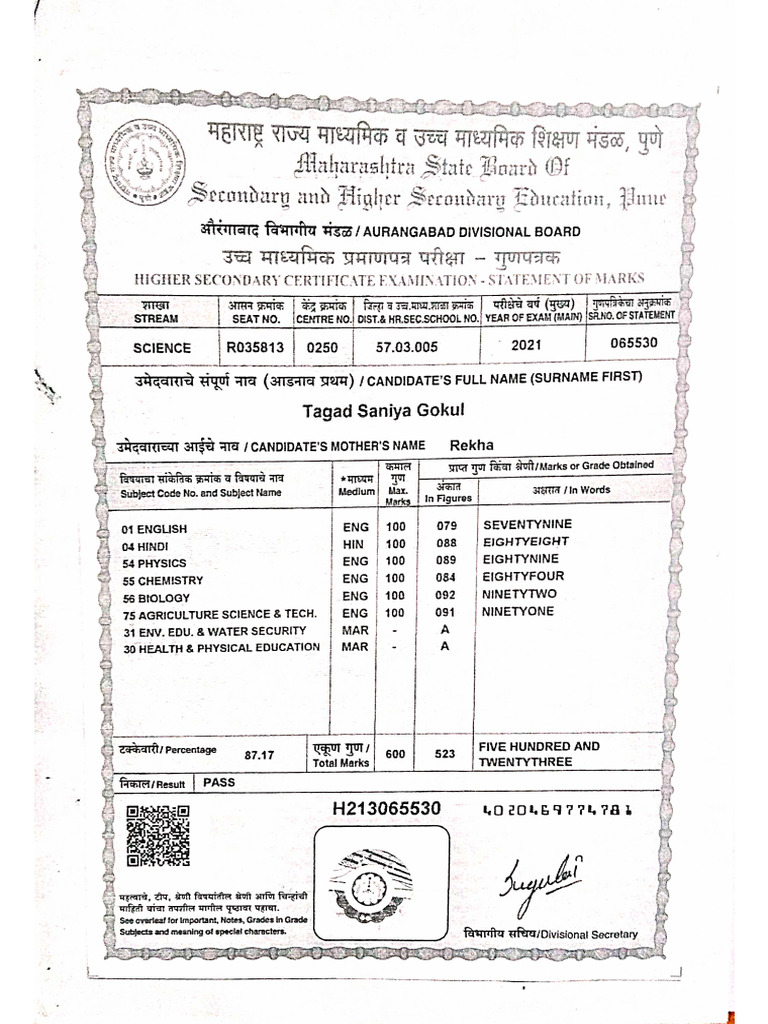 महाराष्ट्र राज्य माध्यमिक व उच्च माध्यमिक शिक्षण मंडळ, पुणे
Maharashtra State Board Of
Secondary and Higher Secondary Education, Pune
औरंगाबाद विभागीय मंडळ / AURANGABAD DIVISIONAL BOARD
उच्च माध्यमिक प्रमाणपत्र परीक्षा - गुणपत्रक
HIGHER SECONDARY CERTIFICATE EXAMINATION - STATEMENT OF MARKS
शाखा आसन क्रमांक केंद्र क्रमांक जिल्हा व उच्च.माध्य.शाळा क्रमांक परीक्षेचे वर्ष (मुख्य) गुणपत्रिकेचा अनुक्रमांक
STREAM SEAT NO. CENTRE NO. DIST.& HR.SEC.SCHOOL NO. YEAR OF EXAM (MAIN) SR.NO. OF STATEMENT
SCIENCE R035813 0250 57.03.005 2021 065530
उमेदवाराचे संपूर्ण नाव (आडनाव प्रथम) / CANDIDATE'S FULL NAME (SURNAME FIRST)
Tagad Saniya Gokul
उमेदवाराच्या आईचे नाव / CANDIDATE'S MOTHER'S NAME Rekha
विषयाचा सांकेतिक क्रमांक व विषयाचे नाव *माध्यम कमाल गुण प्राप्त गुण किंवा श्रेणी/Marks or Grade Obtained
Subject Code No. and Subject Name Medium Max. Marks अंकात In Figures अक्षरात / In Words
01 ENGLISH ENG 100 079 SEVENTYNINE
04 HINDI HIN 100 088 EIGHTYEIGHT
54 PHYSICS ENG 100 089 EIGHTYNINE
55 CHEMISTRY ENG 100 084 EIGHTYFOUR
56 BIOLOGY ENG 100 092 NINETYTWO
75 AGRICULTURE SCIENCE & TECH. ENG 100 091 NINETYONE
31 ENV. EDU. & WATER SECURITY MAR - A
30 HEALTH & PHYSICAL EDUCATION MAR - A
टक्केवारी/ Percentage 87.17 एकूण गुण / Total Marks 600 523 FIVE HUNDRED AND
TWENTYTHREE
निकाल/ Result PASS
H213065530 4020469774781
महत्वाचे, टीप, श्रेणी विषयांतील श्रेणी आणि चिन्हांची
माहिती यांचा तपशील मागील पृष्ठावर पहावा.
See overleaf for Important, Notes, Grades in Grade
Subjects and meaning of special characters.
विभागीय सचिव/Divisional Secretary